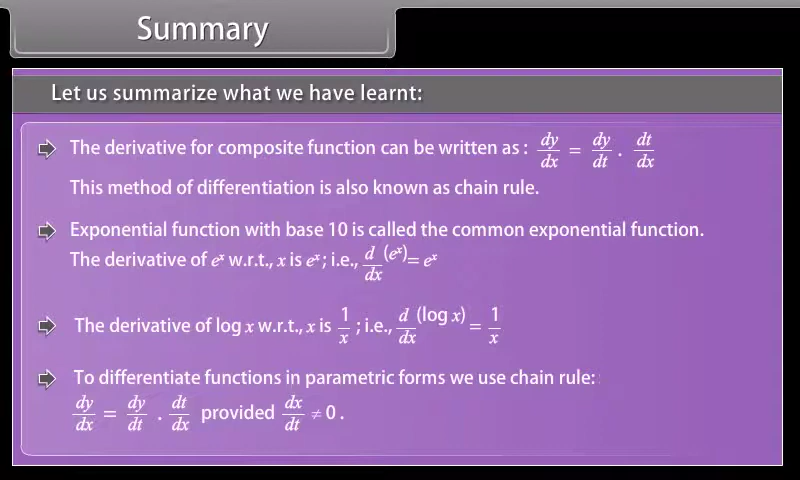 Summary
Let us summarize what we have learnt:
The derivative for composite function can be written as : dy/dx = dy/dt . dt/dx
This method of differentiation is also known as chain rule.
Exponential function with base 10 is called the common exponential function.
The derivative of eˣ w.r.t., x is eˣ; i.e., d/dx (eˣ) = eˣ
The derivative of log x w.r.t., x is 1/x ; i.e., d/dx (log x) = 1/x
To differentiate functions in parametric forms we use chain rule:
dy/dx = dy/dt . dt/dx provided dx/dt ≠ 0 .